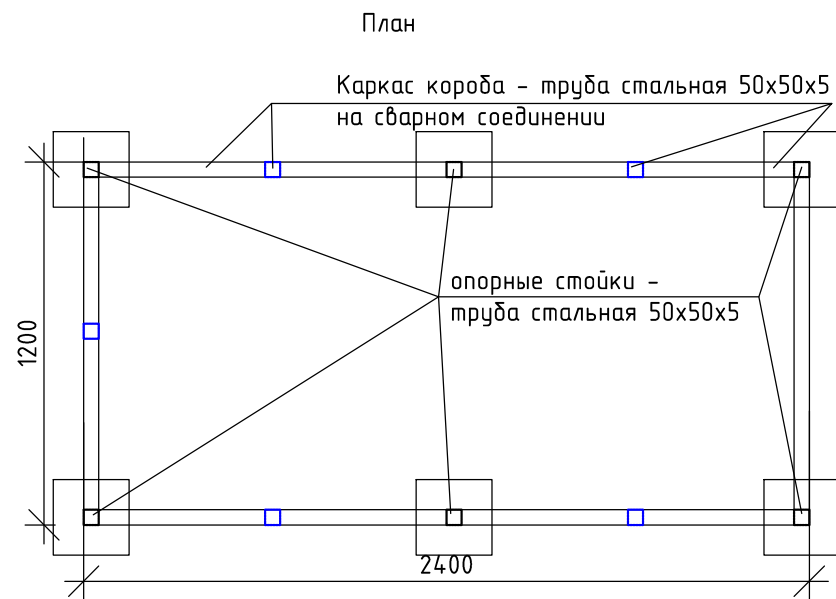 План
Каркас короба - труба стальная 50х50х5
на сварном соединении
опорные стойки -
труба стальная 50х50х5
1200
2400